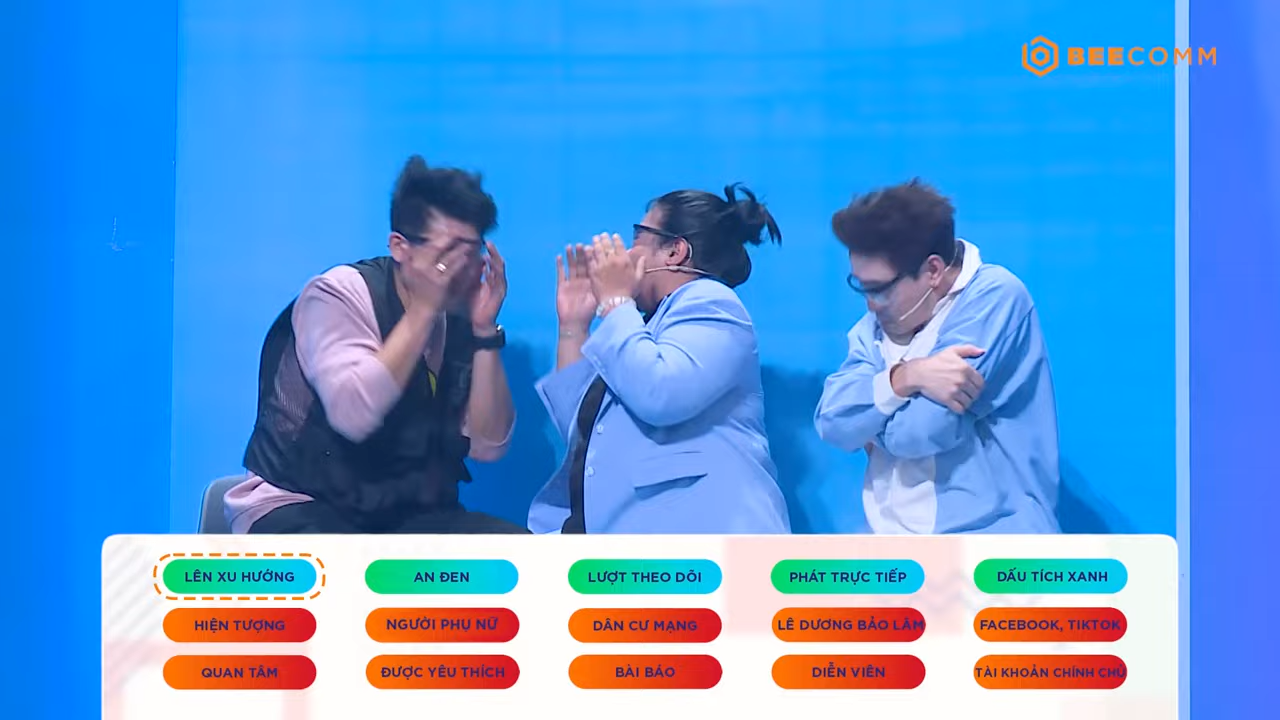 BEECOMM
LÊN XU HƯỚNG
AN ĐEN
LƯỢT THEO DÕI
PHÁT TRỰC TIẾP
DẤU TÍCH XANH
HIỆN TƯỢNG
NGƯỜI PHỤ NỮ
DÂN CƯ MẠNG
LÊ DƯƠNG BẢO LÂM
FACEBOOK, TIKTOK
QUAN TÂM
ĐƯỢC YÊU THÍCH
BÀI BÁO
DIỄN VIÊN
TÀI KHOẢN CHÍNH CHỦ